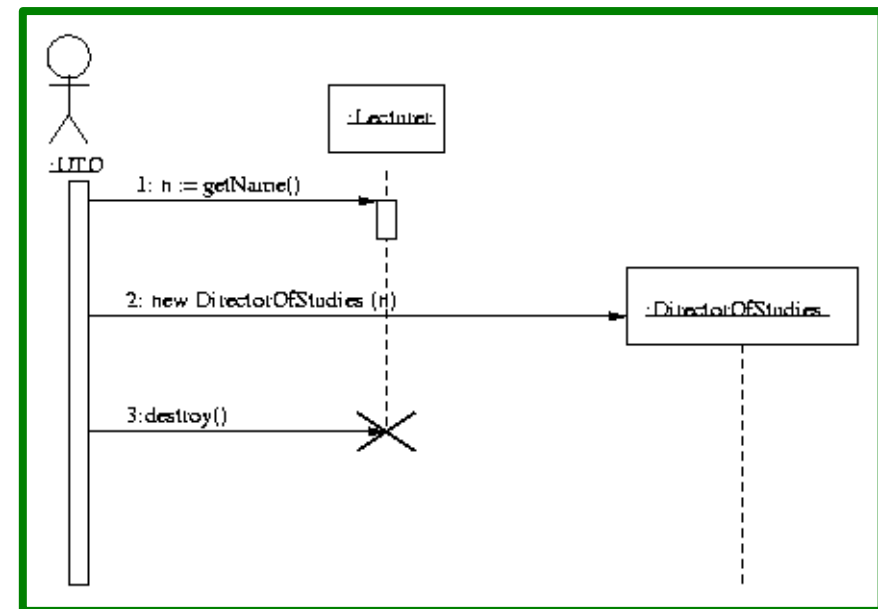 :Lecturer
:UTO
1: n := getName()
2: new DirectorOfStudies (n)
:DirectorOfStudies
3:destroy()